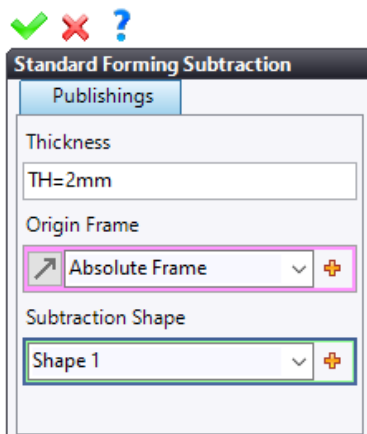 Standard Forming Subtraction
Publishings
Thickness
TH=2mm
Origin Frame
Absolute Frame
Subtraction Shape
Shape 1